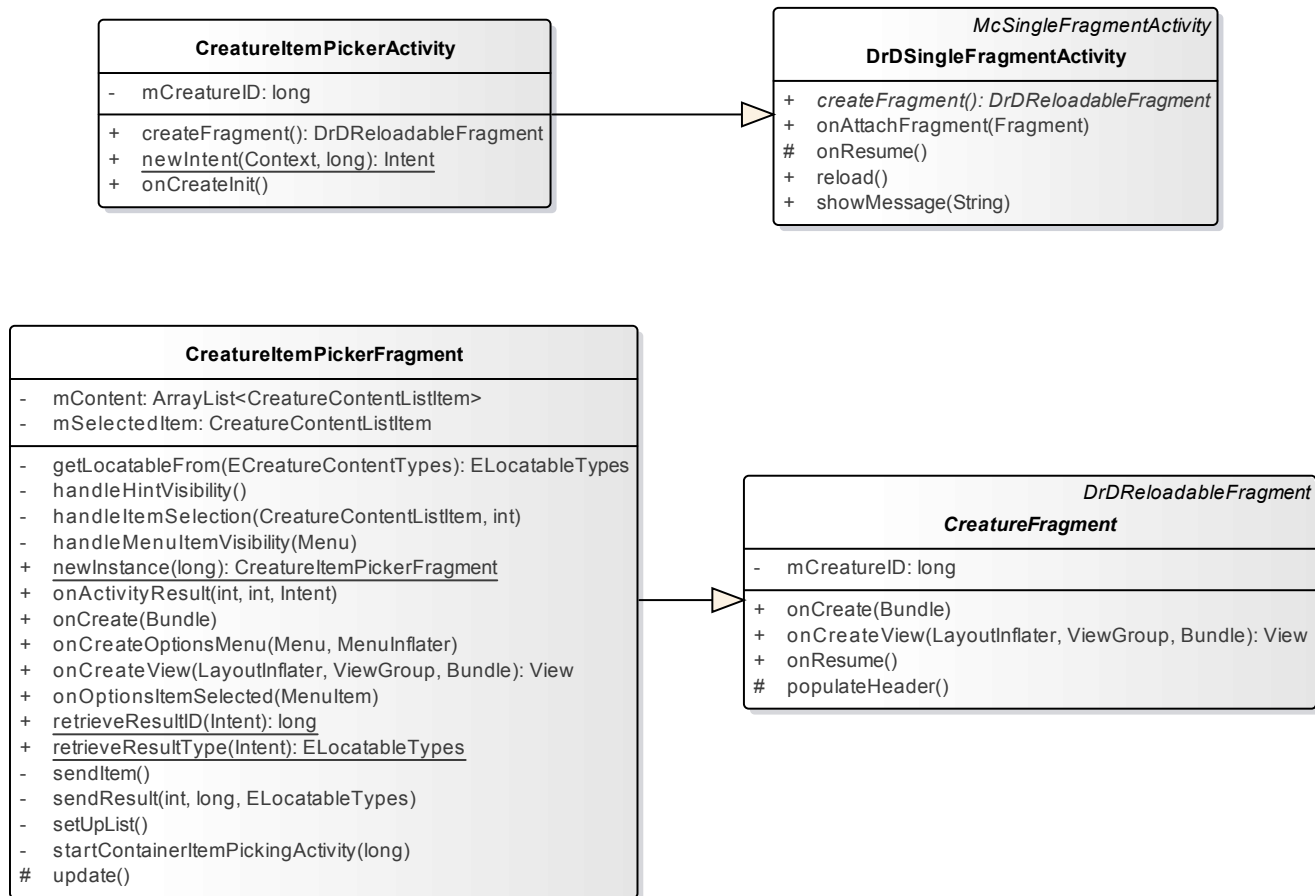 CreatureItemPickerActivity
- mCreatureID: long
+ createFragment(): DrDReloadableFragment
+ newIntent(Context, long): Intent
+ onCreateInit()
McSingleFragmentActivity
DrDSingleFragmentActivity
+ createFragment(): DrDReloadableFragment
+ onAttachFragment(Fragment)
# onResume()
+ reload()
+ showMessage(String)
CreatureItemPickerFragment
- mContent: ArrayList<CreatureContentListItem>
- mSelectedItem: CreatureContentListItem
- getLocatableFrom(ECreatureContentTypes): ELocatableTypes
- handleHintVisibility()
- handleItemSelection(CreatureContentListItem, int)
- handleMenuItemVisibility(Menu)
+ newInstance(long): CreatureItemPickerFragment
+ onActivityResult(int, int, Intent)
+ onCreate(Bundle)
+ onCreateOptionsMenu(Menu, MenuInflater)
+ onCreateView(LayoutInflater, ViewGroup, Bundle): View
+ onOptionsItemSelected(MenuItem)
+ retrieveResultID(Intent): long
+ retrieveResultType(Intent): ELocatableTypes
- sendItem()
- sendResult(int, long, ELocatableTypes)
- setUpList()
- startContainerItemPickingActivity(long)
# update()
DrDReloadableFragment
CreatureFragment
- mCreatureID: long
+ onCreate(Bundle)
+ onCreateView(LayoutInflater, ViewGroup, Bundle): View
+ onResume()
# populateHeader()